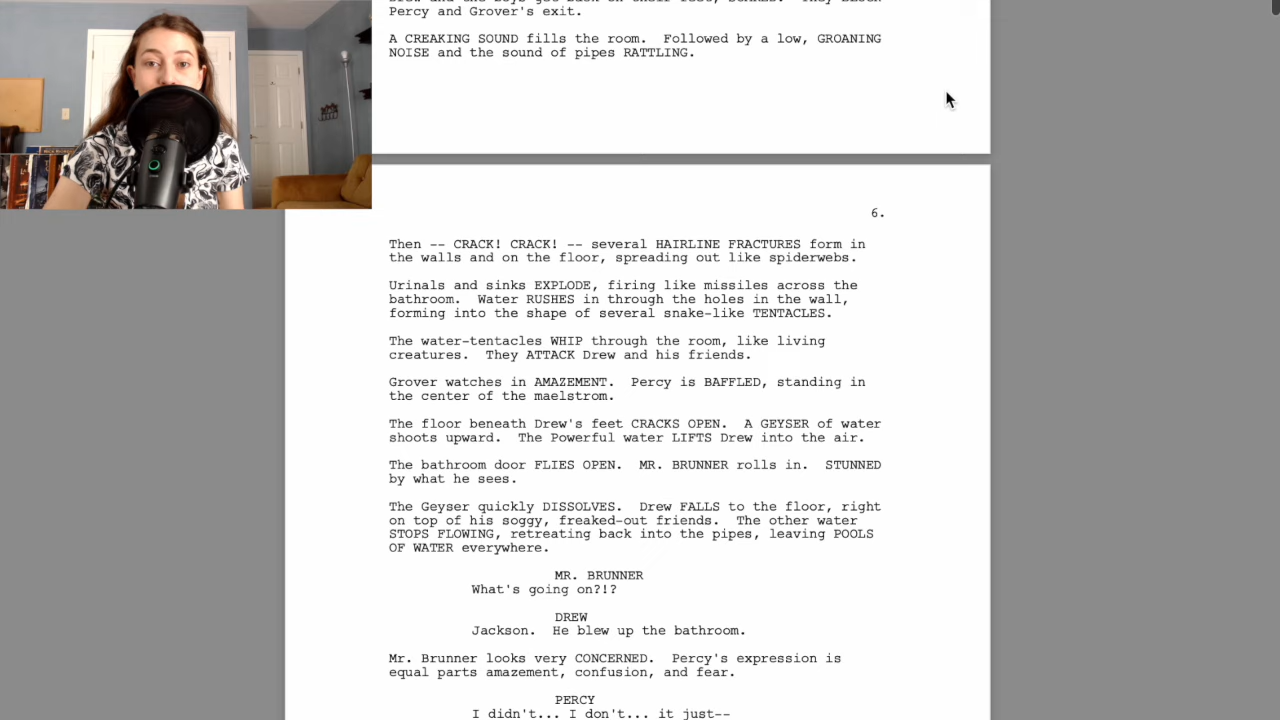 Percy and Grover's exit.
A CREAKING SOUND fills the room. Followed by a low, GROANING
NOISE and the sound of pipes RATTLING.
6.
Then -- CRACK! CRACK! -- several HAIRLINE FRACTURES form in
the walls and on the floor, spreading out like spiderwebs.
Urinals and sinks EXPLODE, firing like missiles across the
bathroom. Water RUSHES in through the holes in the wall,
forming into the shape of several snake-like TENTACLES.
The water-tentacles WHIP through the room, like living
creatures. They ATTACK Drew and his friends.
Grover watches in AMAZEMENT. Percy is BAFFLED, standing in
the center of the maelstrom.
The floor beneath Drew's feet CRACKS OPEN. A GEYSER of water
shoots upward. The Powerful water LIFTS Drew into the air.
The bathroom door FLIES OPEN. MR. BRUNNER rolls in. STUNNED
by what he sees.
The Geyser quickly DISSOLVES. Drew FALLS to the floor, right
on top of his soggy, freaked-out friends. The other water
STOPS FLOWING, retreating back into the pipes, leaving POOLS
OF WATER everywhere.
MR. BRUNNER
What's going on?!?
DREW
Jackson. He blew up the bathroom.
Mr. Brunner looks very CONCERNED. Percy's expression is
equal parts amazement, confusion, and fear.
PERCY
I didn't... I don't... it just--